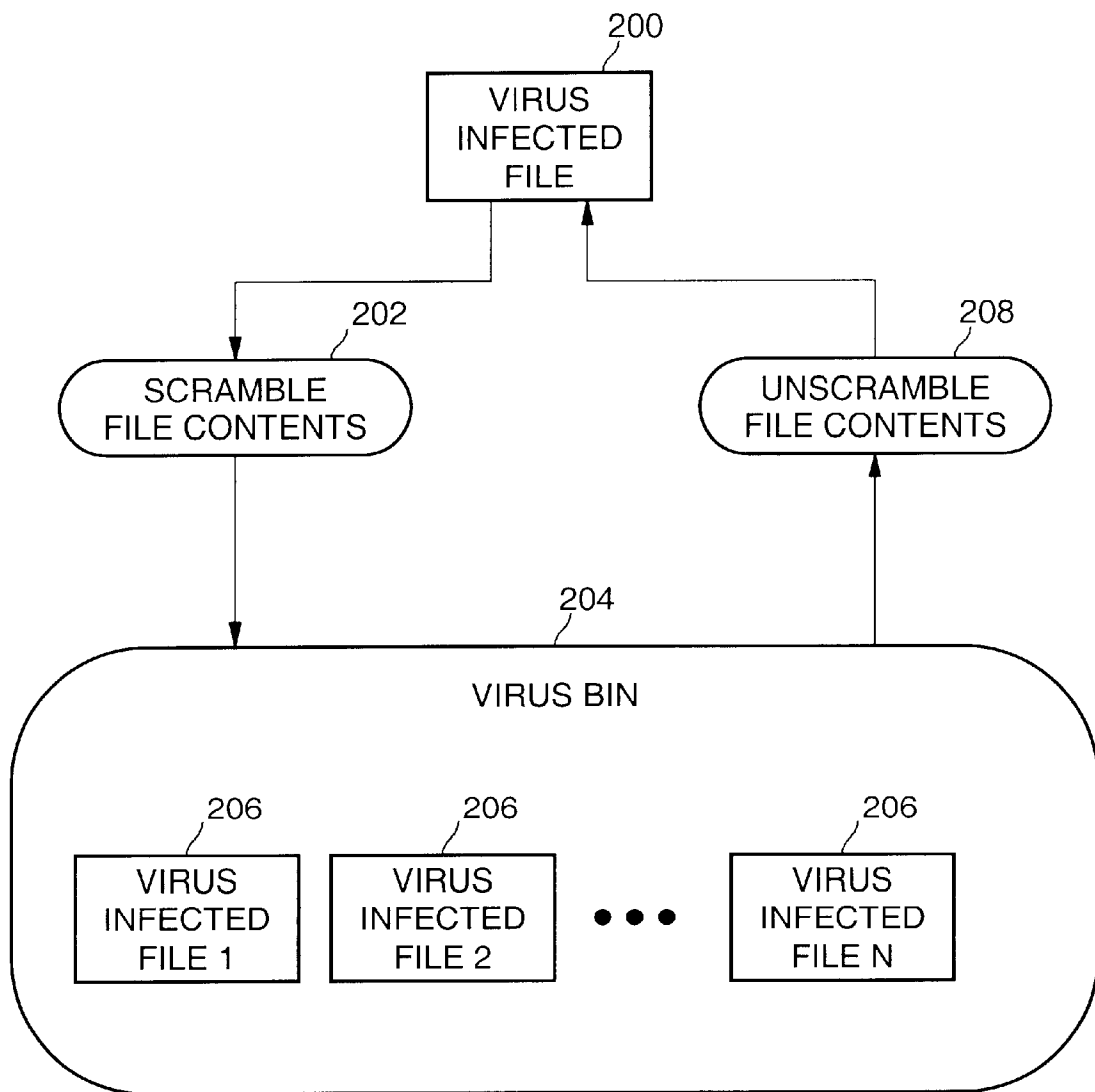 200
VIRUS
INFECTED
FILE
202
SCRAMBLE
FILE CONTENTS
208
UNSCRAMBLE
FILE CONTENTS
204
VIRUS BIN
206
VIRUS
INFECTED
FILE 1
206
VIRUS
INFECTED
FILE 2
206
VIRUS
INFECTED
FILE N